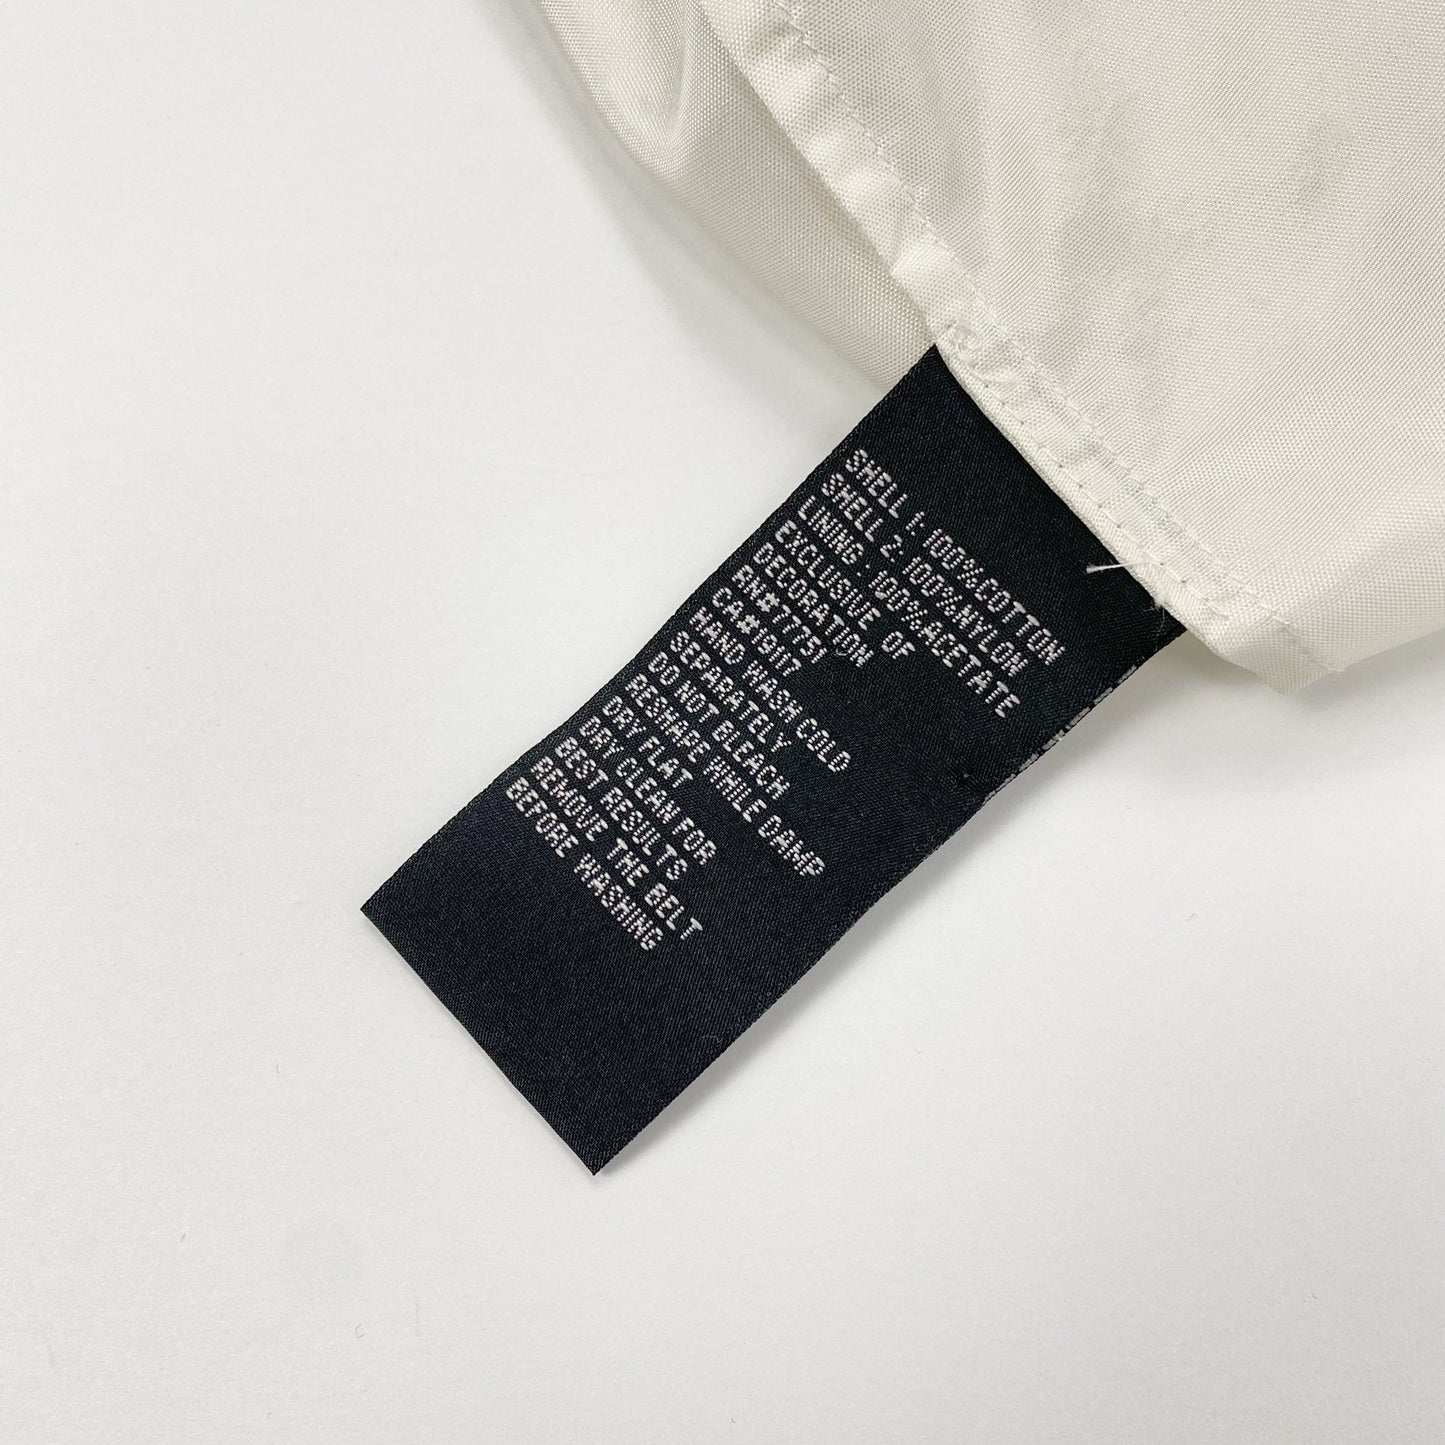 SHELL 1: 100%COTTON
SHELL 2: 100%NYLON
LINING : 100%ACETATE
EXCLUSIVE OF
DECORATION
RN#77751
CA#19117
HAND WASH COLD
SEPARATELY
DO NOT BLEACH
RESHAPE WHILE DAMP
DRY FLAT
DRY CLEAN FOR
BEST RESULTS
REMOVE THE BELT
BEFORE WASHING